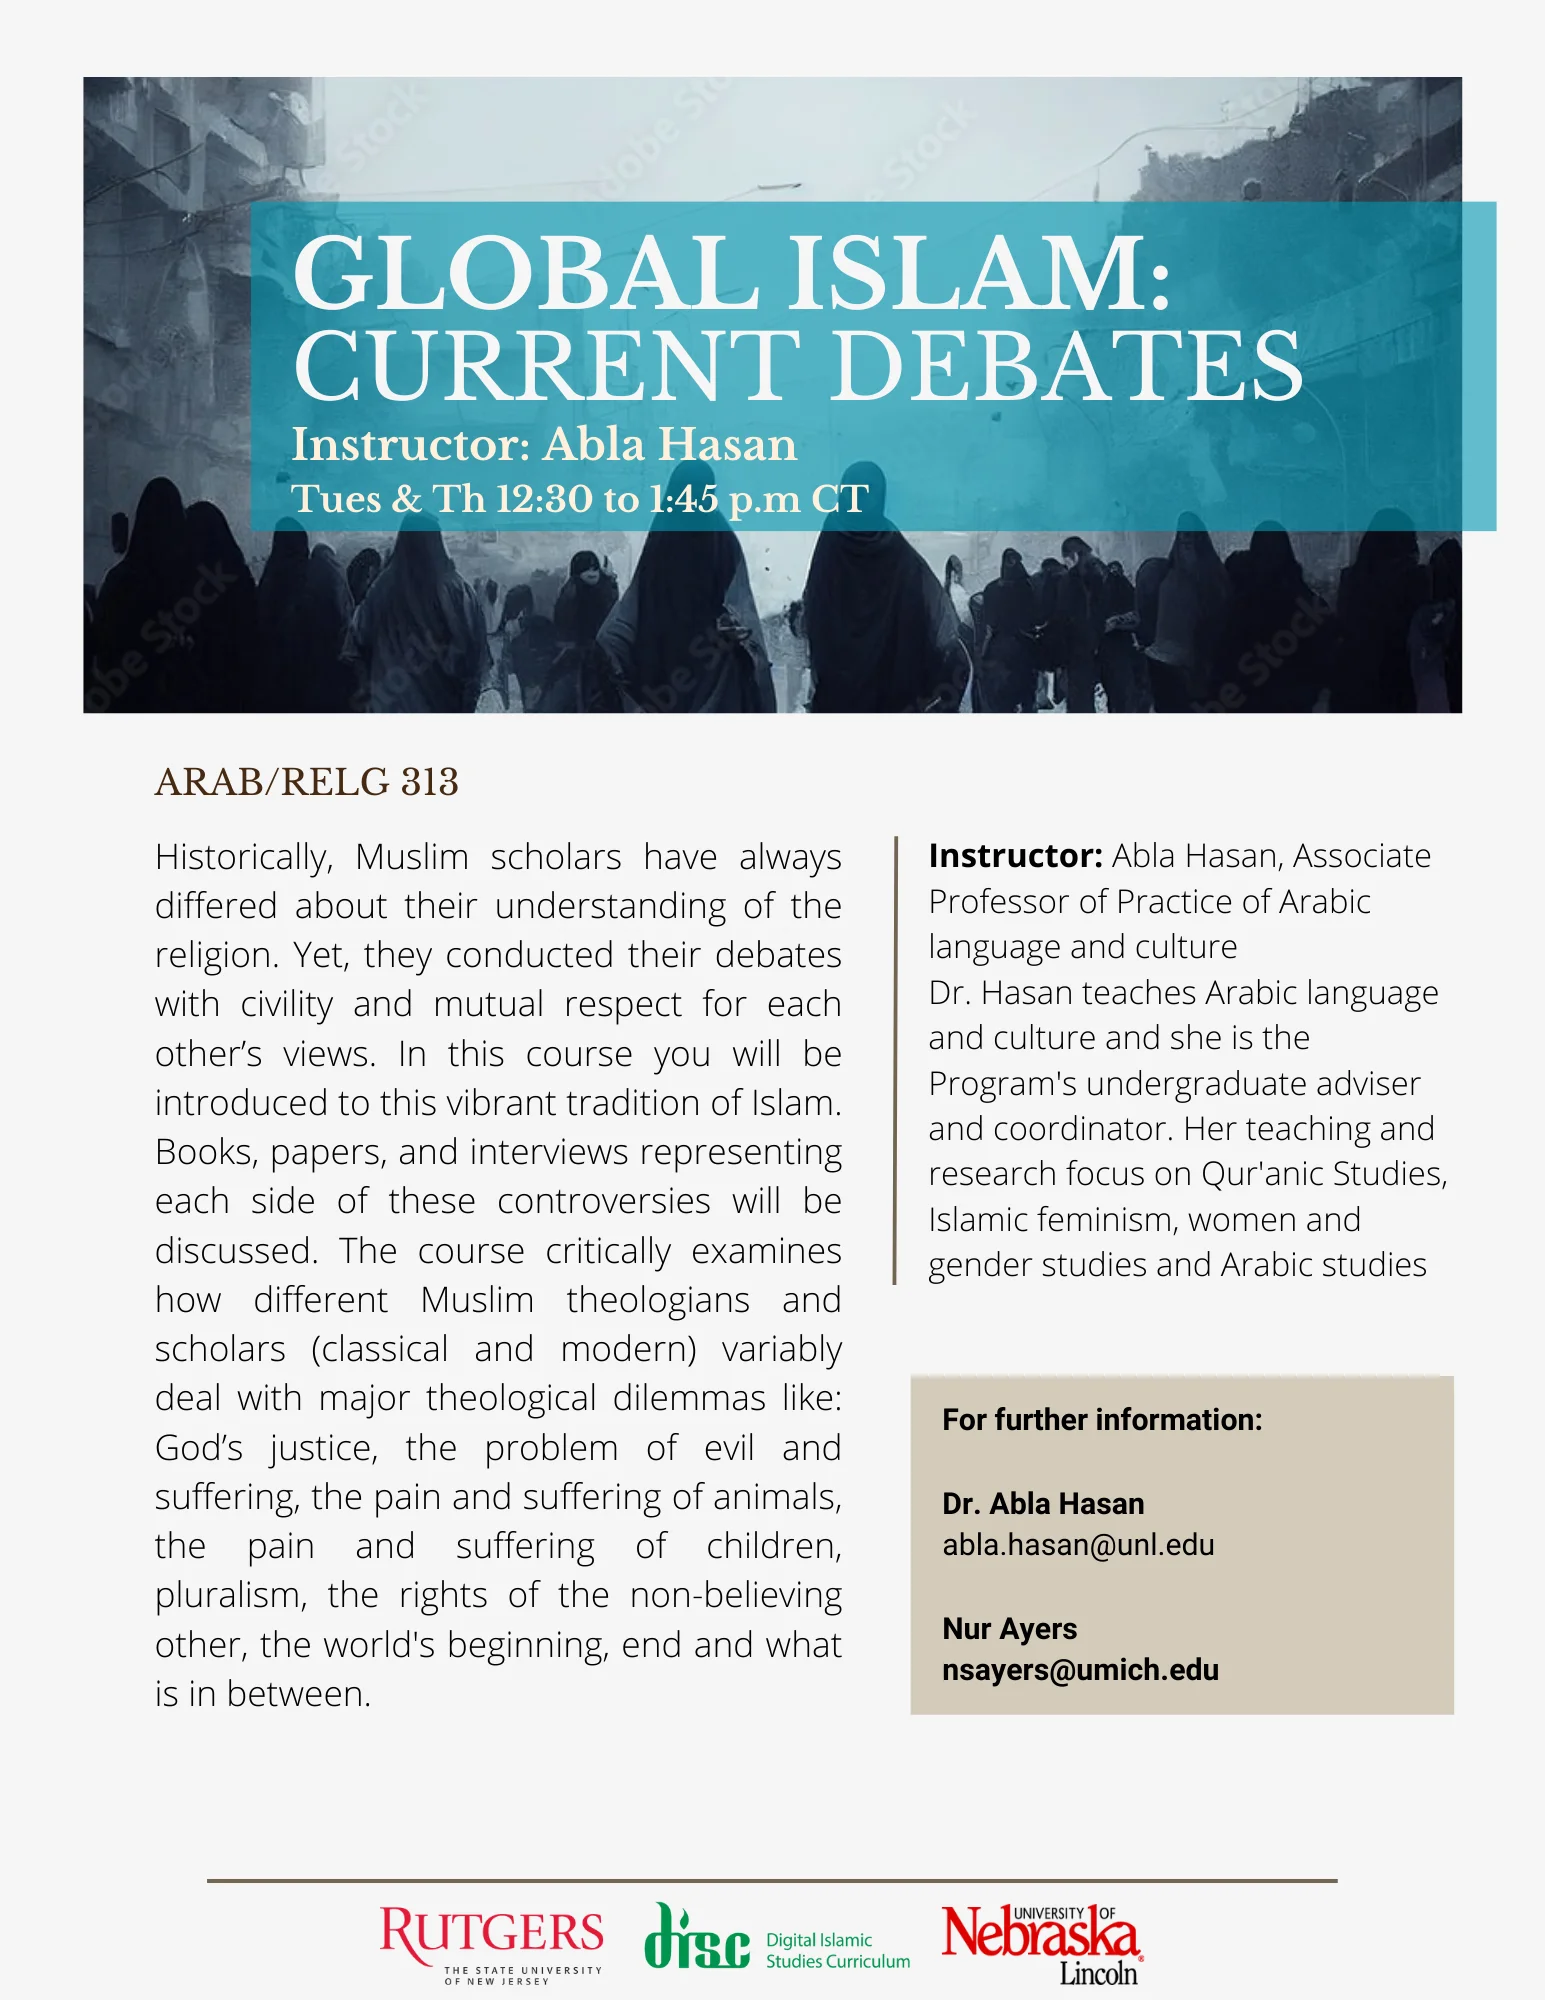 GLOBAL ISLAM:
CURRENT DEBATES
Instructor: Abla Hasan
Tues & Th 12:30 to 1:45 p.m CT
ARAB/RELG 313
Historically, Muslim scholars have always
differed about their understanding of the
religion. Yet, they conducted their debates
with civility and mutual respect for each
other’s views. In this course you will be
introduced to this vibrant tradition of Islam.
Books, papers, and interviews representing
each side of these controversies will be
discussed. The course critically examines
how different Muslim theologians and
scholars (classical and modern) variably
deal with major theological dilemmas like:
God’s justice, the problem of evil and
suffering, the pain and suffering of animals,
the pain and suffering of children,
pluralism, the rights of the non-believing
other, the world's beginning, end and what
is in between.
Instructor: Abla Hasan, Associate
Professor of Practice of Arabic
language and culture
Dr. Hasan teaches Arabic language
and culture and she is the
Program's undergraduate adviser
and coordinator. Her teaching and
research focus on Qur'anic Studies,
Islamic feminism, women and
gender studies and Arabic studies
For further information:
Dr. Abla Hasan
abla.hasan@unl.edu
Nur Ayers
nsayers@umich.edu
RUTGERS
THE STATE UNIVERSITY
OF NEW JERSEY
disc
Digital Islamic
Studies Curriculum
UNIVERSITY OF
Nebraska
Lincoln